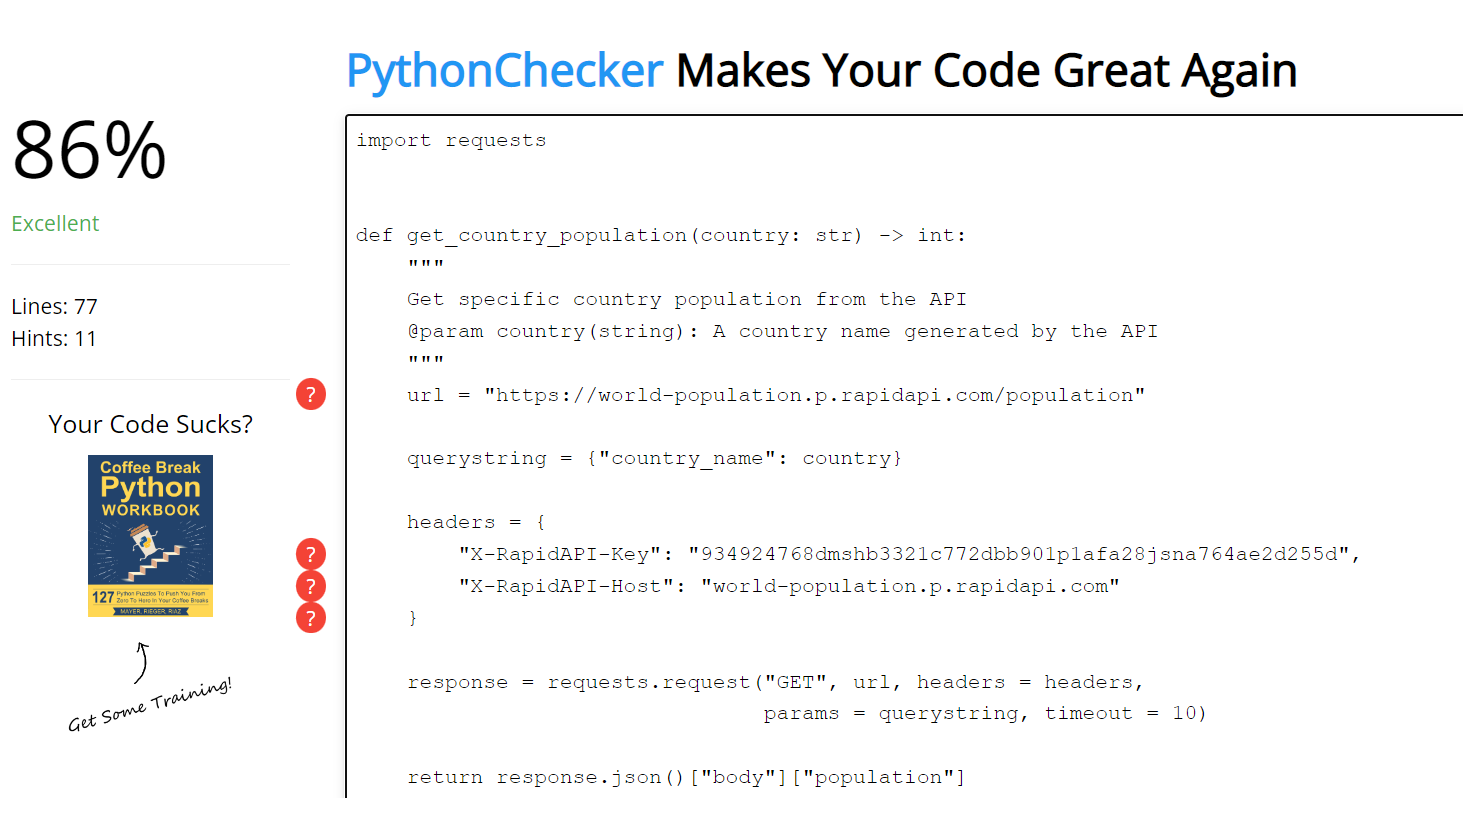 PythonChecker Makes Your Code Great Again
86%
Excellent
Lines: 77
Hints: 11
Your Code Sucks?
Coffee Break
Python
WORKBOOK
127 Python Puzzles To Push You From
Zero To Hero in Your Coffee Breaks
MAYER, RIEGER, RIAZ
Get Some Training!
?
?
?
?
import requests
def get_country_population(country: str) -> int:
"""
Get specific country population from the API
@param country(string): A country name generated by the API
"""
url = "https://world-population.p.rapidapi.com/population"
querystring = {"country_name": country}
headers = {
"X-RapidAPI-Key": "934924768dmshb3321c772dbb901p1afa28jsna764ae2d255d",
"X-RapidAPI-Host": "world-population.p.rapidapi.com"
}
response = requests.request("GET", url, headers = headers,
params = querystring, timeout = 10)
return response.json()["body"]["population"]